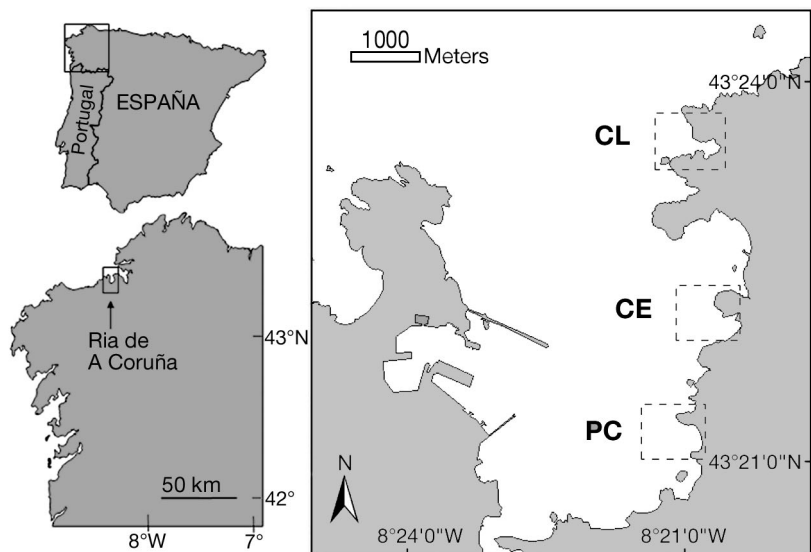 ESPAÑA
Portugal
Ria de
A Coruña
43°N
50 km
42°
8°W
7°
1000
Meters
43°24'0"N
CL
CE
PC
43°21'0"N
N
8°24'0"W
8°21'0"W